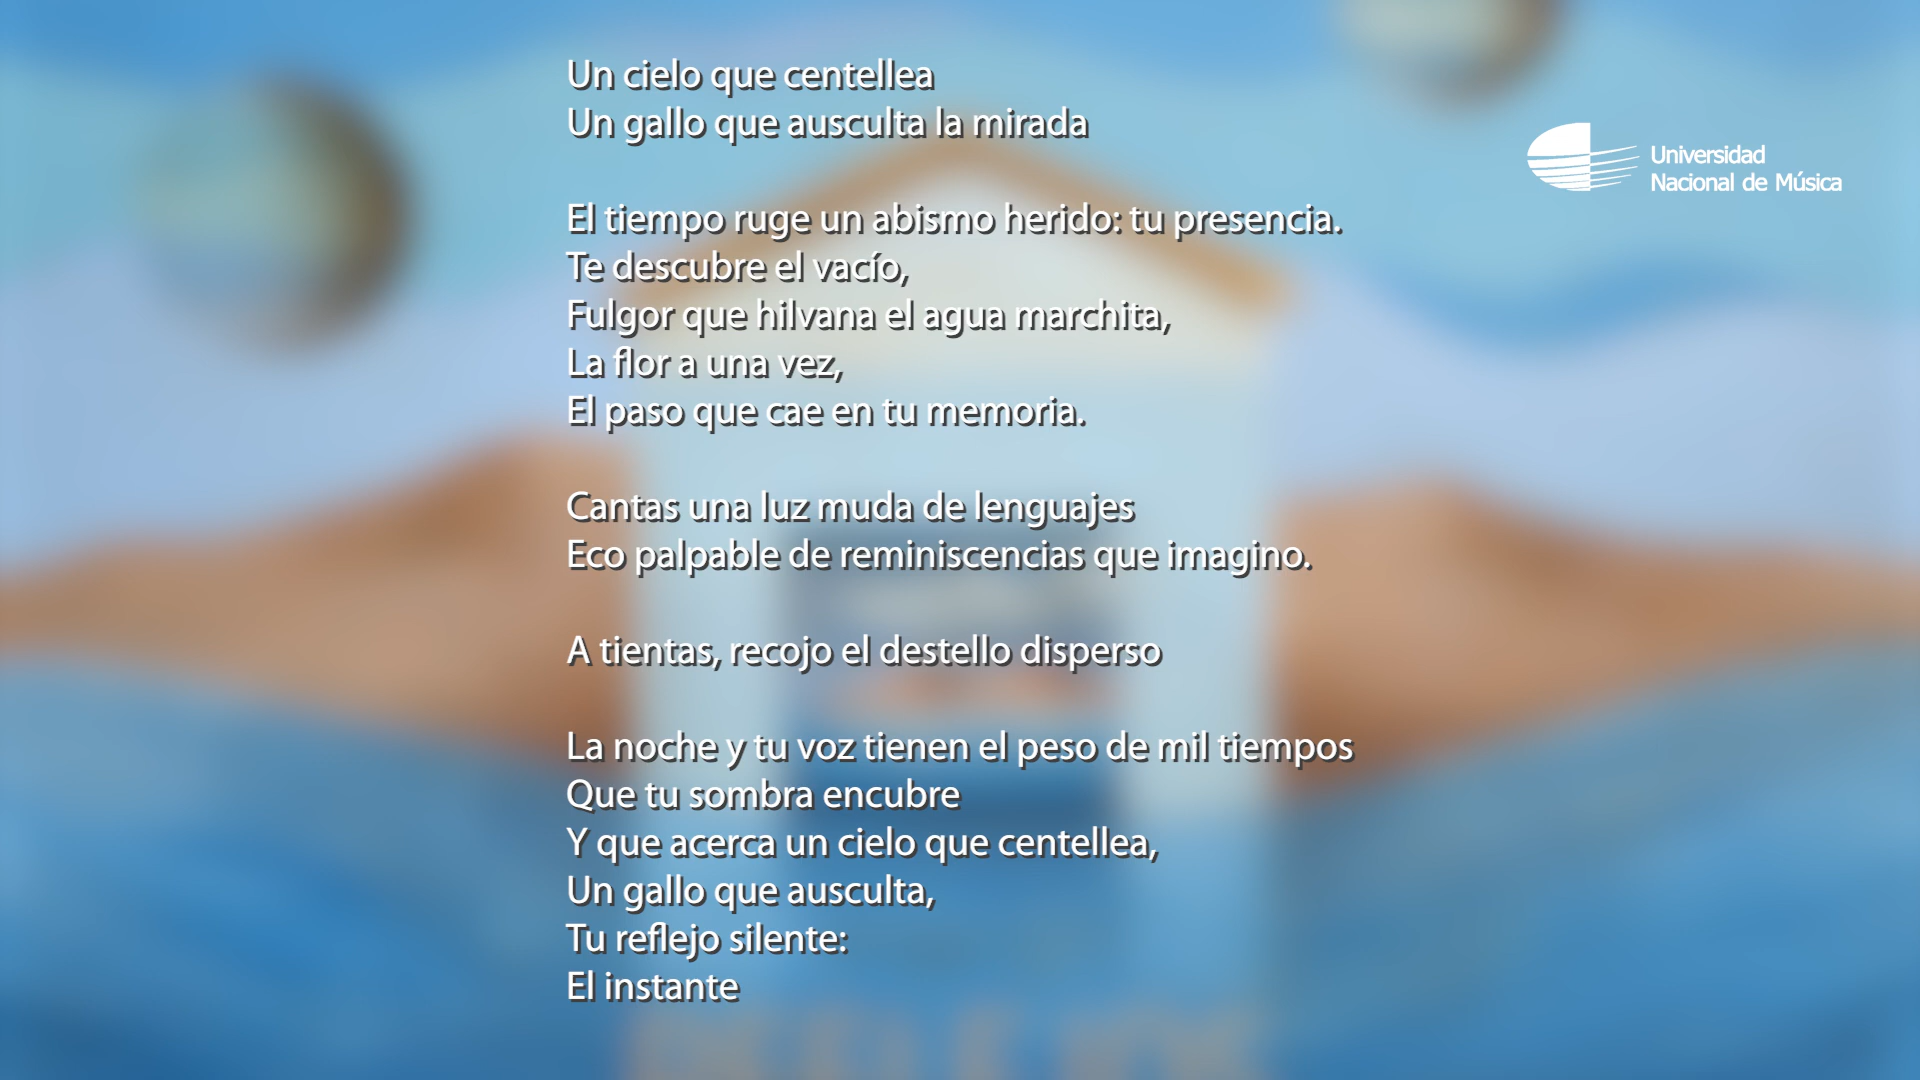 Un cielo que centellea
Un gallo que ausculta la mirada
El tiempo ruge un abismo herido: tu presencia.
Te descubre el vacío,
Fulgor que hilvana el agua marchita,
La flor a una vez,
El paso que cae en tu memoria.
Cantas una luz muda de lenguajes
Eco palpable de reminiscencias que imagino.
A tientas, recojo el destello disperso
La noche y tu voz tienen el peso de mil tiempos
Que tu sombra encubre
Y que acerca un cielo que centellea,
Un gallo que ausculta,
Tu reflejo silente:
El instante
Universidad
Nacional de Música